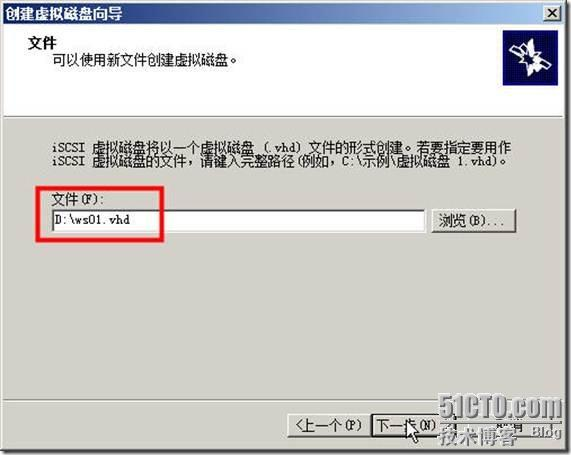 创建虚拟磁盘向导
文件
可以使用新文件创建虚拟磁盘。
iSCSI 虚拟磁盘将以一个虚拟磁盘 (.vhd) 文件的形式创建。若要指定要用作
iSCSI 虚拟磁盘的文件，请键入完整路径(例如，C:\示例\虚拟磁盘 1.vhd)。
文件(F):
D:\ws01.vhd
浏览(B)...
<上一个(P)
下一步(N)
51CTO.com
技术博客 Blog